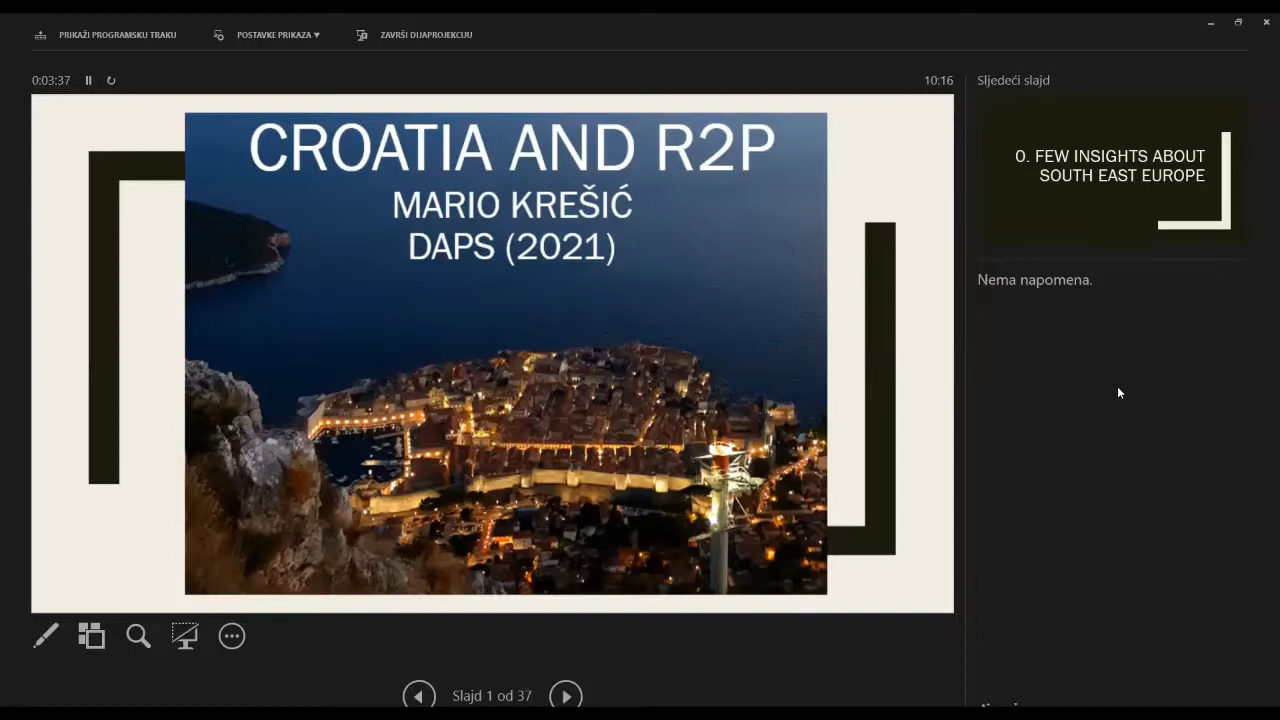 PRIKAŽI PROGRAMSKU TRAKU
POSTAVKE PRIKAZA
ZAVRŠI DIJAPROJEKCIJU
0:03:37
10:16
Sljedeći slajd
CROATIA AND R2P
MARIO KREŠIĆ
DAPS (2021)
0. FEW INSIGHTS ABOUT
SOUTH EAST EUROPE
Nema napomena.
Slajd 1 od 37